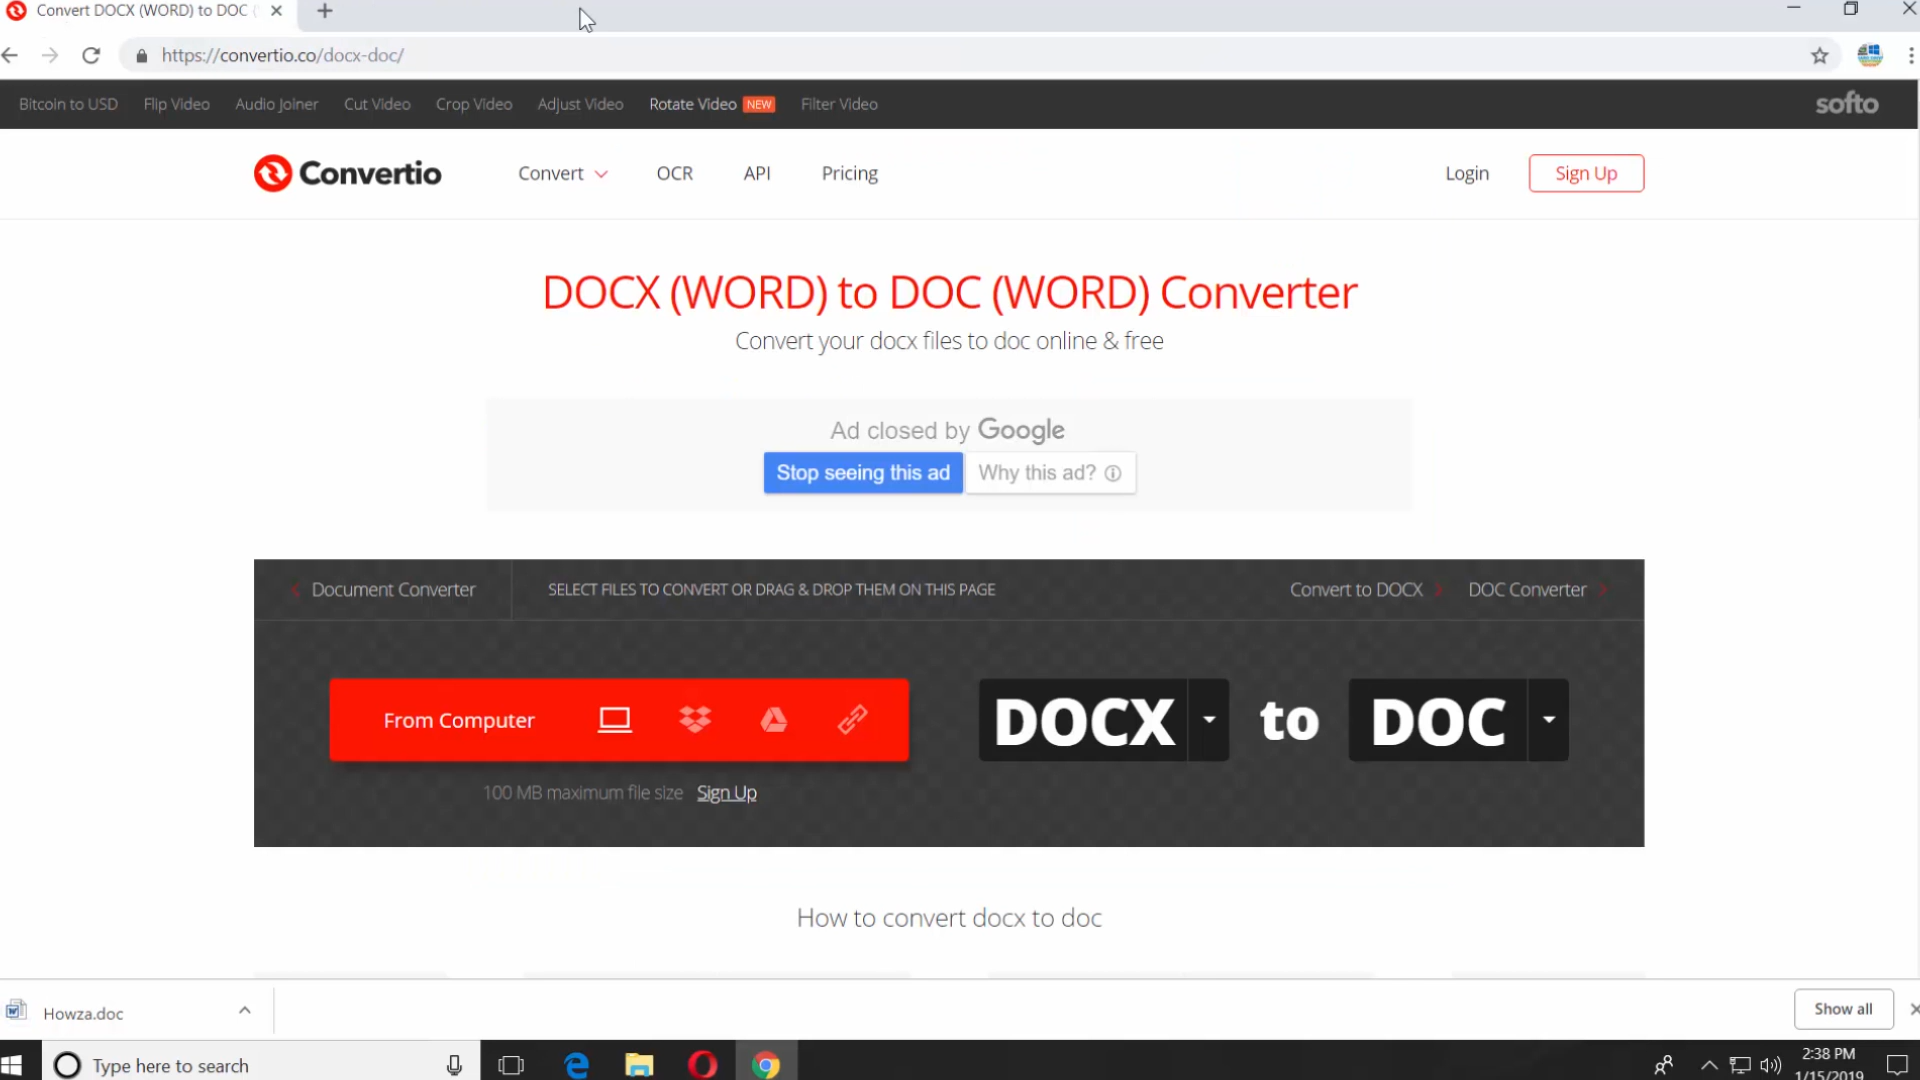 Convert DOCX (WORD) to DOC (
https://convertio.co/docx-doc/
Bitcoin to USD Flip Video Audio Joiner Cut Video Crop Video Adjust Video Rotate Video NEW Filter Video softo
Convertio Convert OCR API Pricing Login Sign Up
DOCX (WORD) to DOC (WORD) Converter
Convert your docx files to doc online & free
Ad closed by Google
Stop seeing this ad Why this ad?
Document Converter SELECT FILES TO CONVERT OR DRAG & DROP THEM ON THIS PAGE Convert to DOCX DOC Converter
From Computer DOCX to DOC
100 MB maximum file size Sign Up
How to convert docx to doc
Howza.doc Show all
Type here to search 2:38 PM
1/15/2019